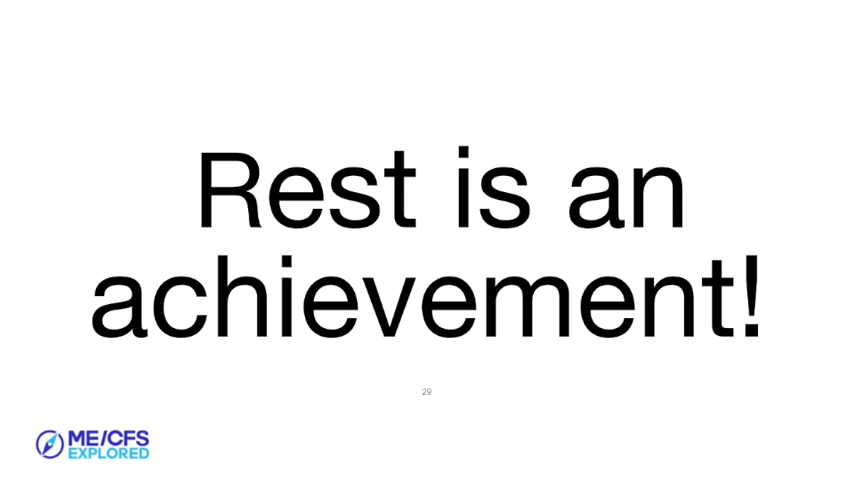 Rest is an
achievement!
29
ME/CFS
EXPLORED